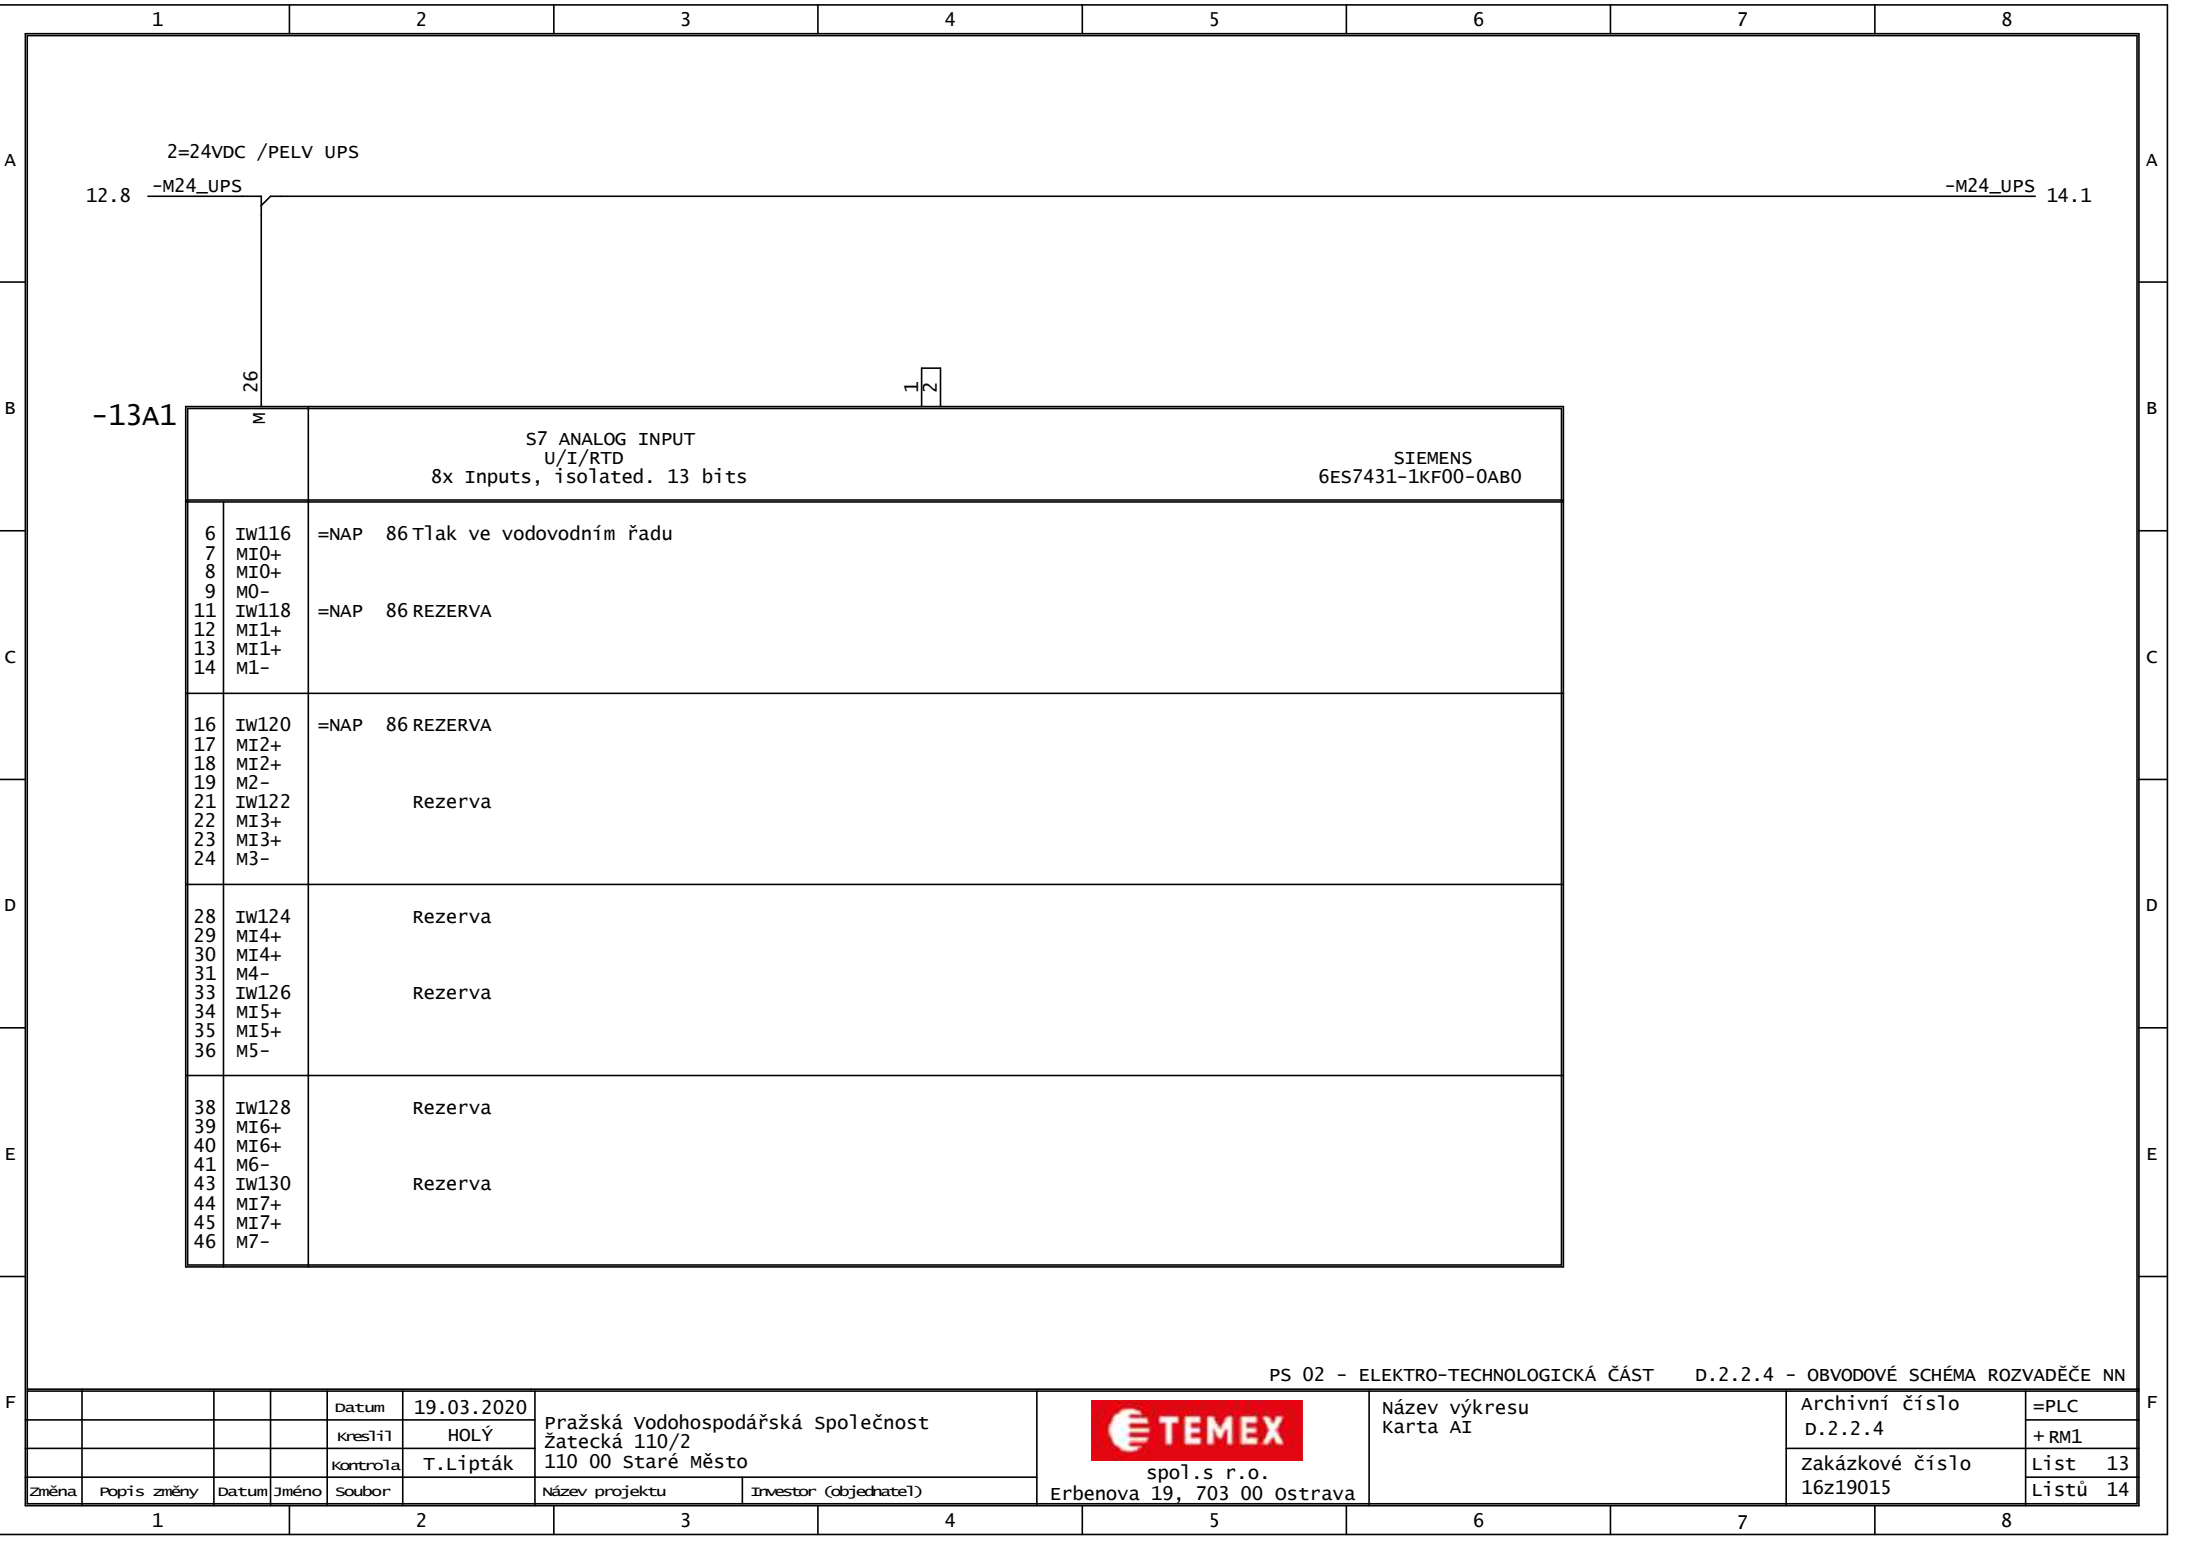 1 2 3 4 5 6 7 8
2=24VDC /PELV UPS
A A
12.8 -M24_UPS -M24_UPS 14.1
26 1 2
B -13A1 M B
S7 ANALOG INPUT
U/I/RTD SIEMENS
8x Inputs, isolated. 13 bits 6ES7431-1KF00-0AB0
6 IW116 =NAP 86 Tlak ve vodovodním řadu
7 MI0+
8 MI0+
9 M0-
11 IW118 =NAP 86 REZERVA
12 MI1+
13 MI1+
C C
14 M1-
16 IW120 =NAP 86 REZERVA
17 MI2+
18 MI2+
19 M2-
21 IW122 Rezerva
22 MI3+
23 MI3+
24 M3-
D D
28 IW124 Rezerva
29 MI4+
30 MI4+
31 M4-
33 IW126 Rezerva
34 MI5+
35 MI5+
36 M5-
38 IW128 Rezerva
39 MI6+
40 MI6+
E E
41 M6-
43 IW130 Rezerva
44 MI7+
45 MI7+
46 M7-
PS 02 - ELEKTRO-TECHNOLOGICKÁ ČÁST D.2.2.4 - OBVODOVÉ SCHÉMA ROZVADĚČE NN
F F
Datum 19.03.2020
Kreslil HOLÝ
Kontrola T.Lipták
Změna Popis změny Datum Jméno Soubor
Pražská Vodohospodářská Společnost
Žatecká 110/2
110 00 Staré Město
Název projektu Investor (objednatel)
TEMEX
spol.s r.o.
Erbenova 19, 703 00 Ostrava
Název výkresu
Karta AI
Archivní číslo
D.2.2.4
Zakázkové číslo
16z19015
=PLC
+ RM1
List 13
Listů 14
1 2 3 4 5 6 7 8